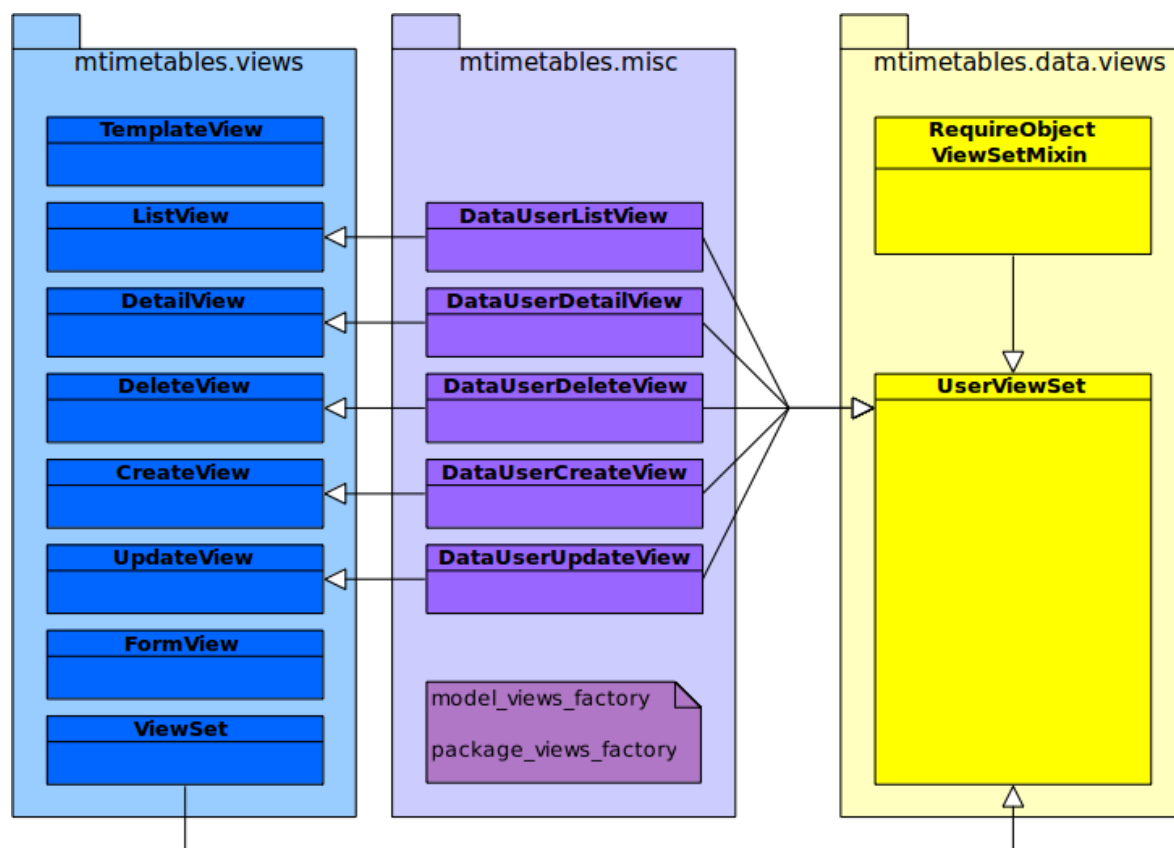 mtimetables.views
TemplateView
ListView
DetailView
DeleteView
CreateView
UpdateView
FormView
ViewSet
mtimetables.misc
DataUserListView
DataUserDetailView
DataUserDeleteView
DataUserCreateView
DataUserUpdateView
model_views_factory
package_views_factory
mtimetables.data.views
RequireObject
ViewSetMixin
UserViewSet